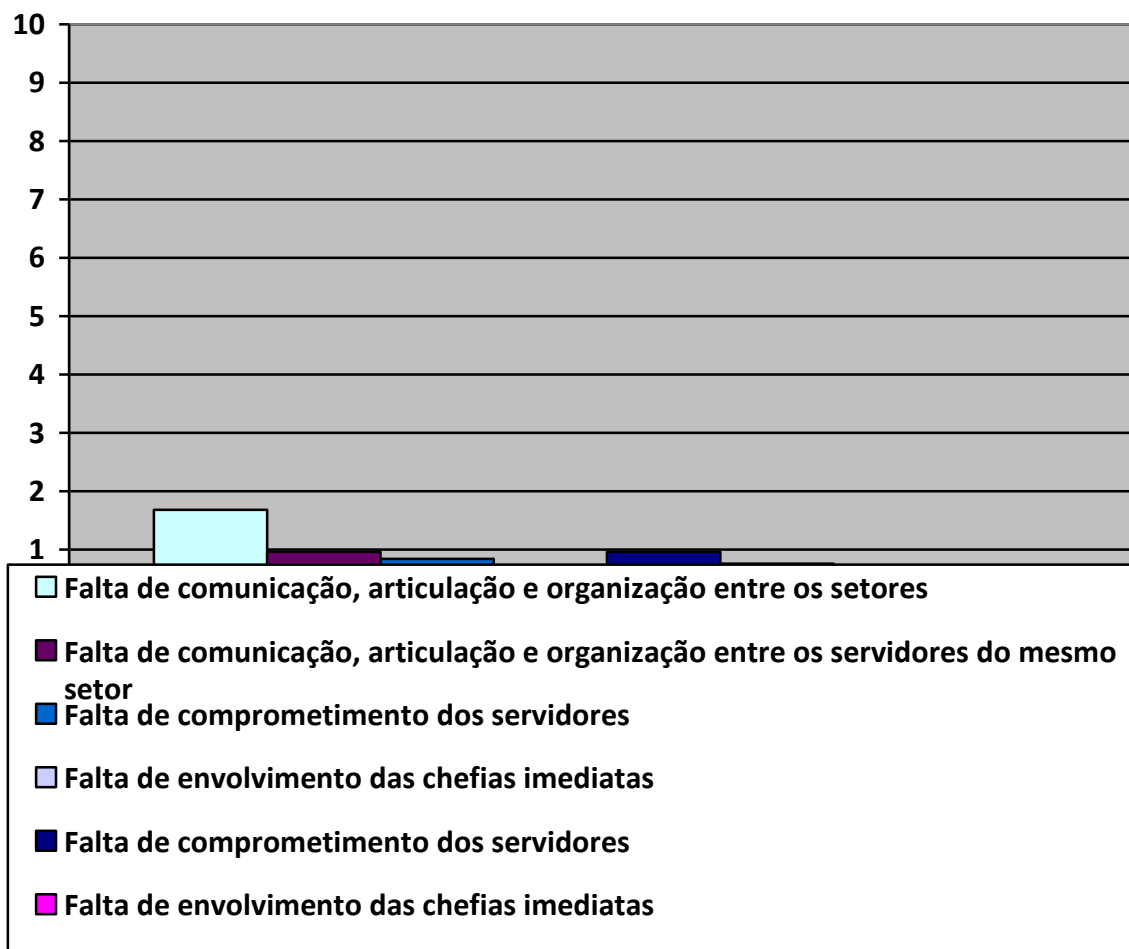 10
9
8
7
6
5
4
3
2
1
Falta de comunicação, articulação e organização entre os setores
Falta de comunicação, articulação e organização entre os servidores do mesmo
setor
Falta de comprometimento dos servidores
Falta de envolvimento das chefias imediatas
Falta de comprometimento dos servidores
Falta de envolvimento das chefias imediatas